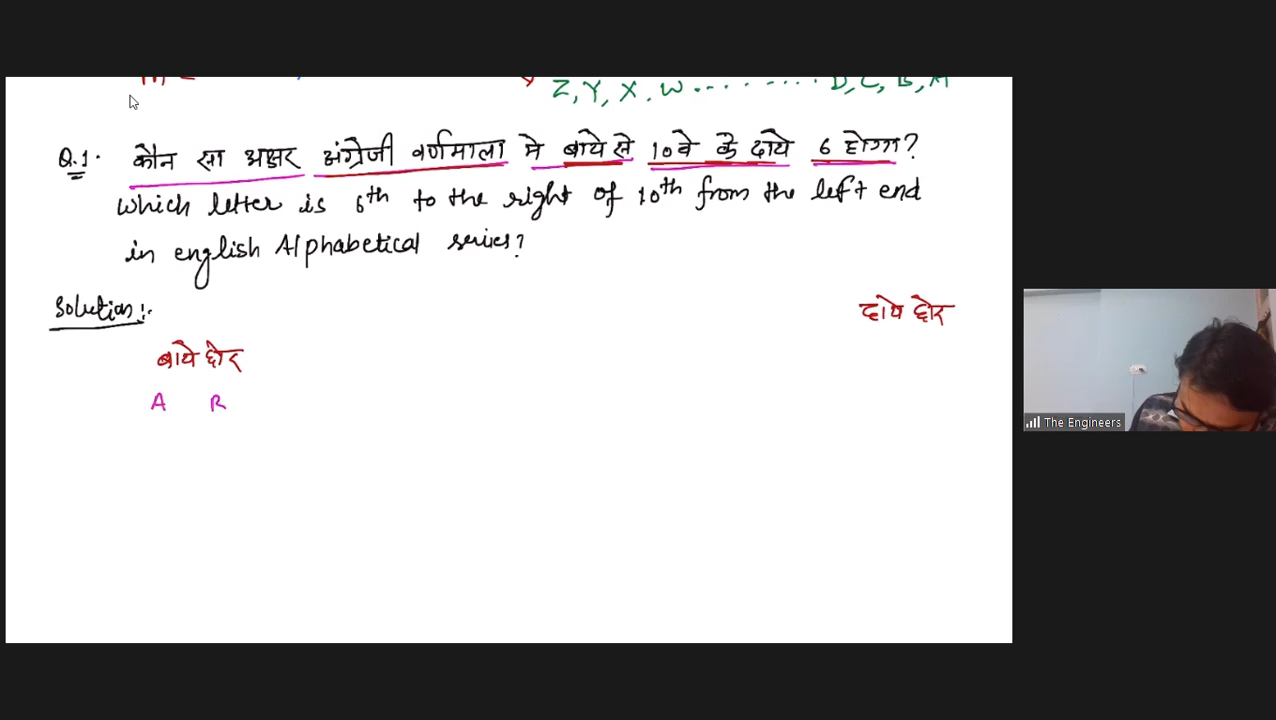 Z, Y, X, W ........ D, C, B, A
Q.1. कौन सा अक्षर अंग्रेजी वर्णमाला मे बाये से 10वे के दाये 6 होगा?
Which letter is 6th to the right of 10th from the left end
in english Alphabetical series?
Solution:-
दाये छोर
बाये छोर
A B
The Engineers